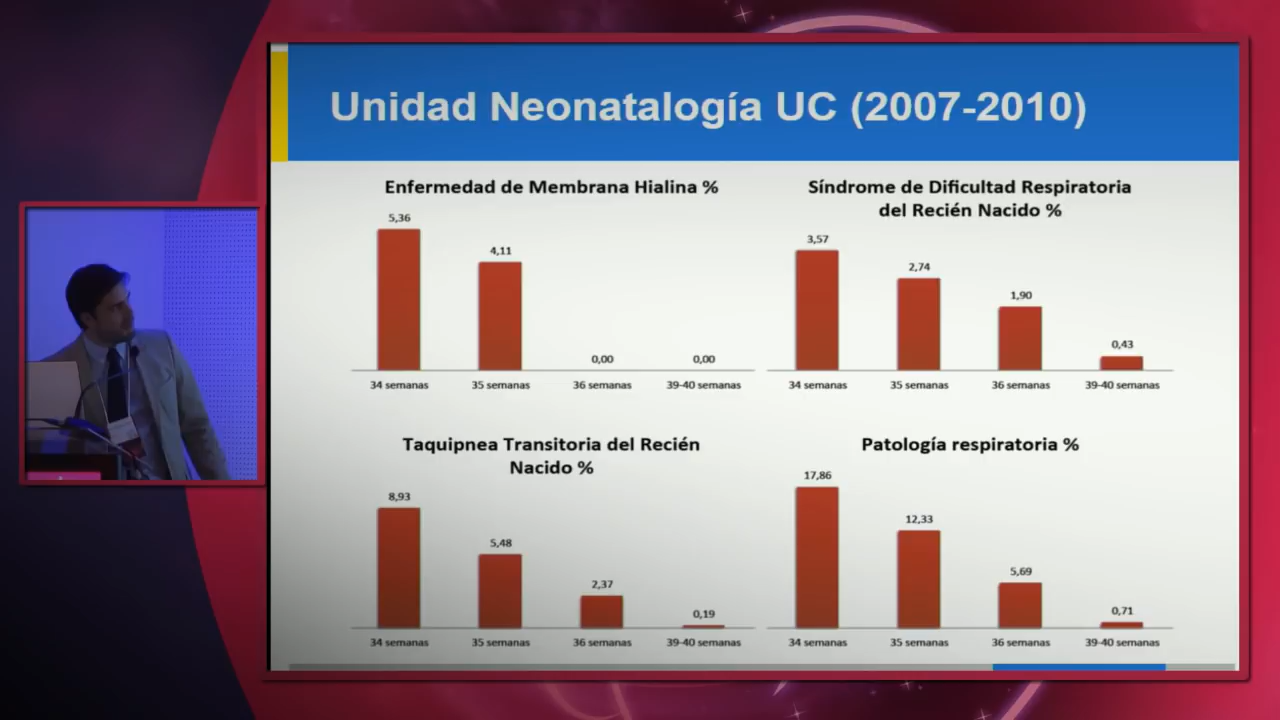 Unidad Neonatalogía UC (2007-2010)
Enfermedad de Membrana Hialina %
5,36
4,11
0,00
0,00
34 semanas
35 semanas
36 semanas
39-40 semanas
Síndrome de Dificultad Respiratoria
del Recién Nacido %
3,57
2,74
1,90
0,43
34 semanas
35 semanas
36 semanas
39-40 semanas
Taquipnea Transitoria del Recién
Nacido %
8,93
5,48
2,37
0,19
34 semanas
35 semanas
36 semanas
39-40 semanas
Patología respiratoria %
17,86
12,33
5,69
0,71
34 semanas
35 semanas
36 semanas
39-40 semanas